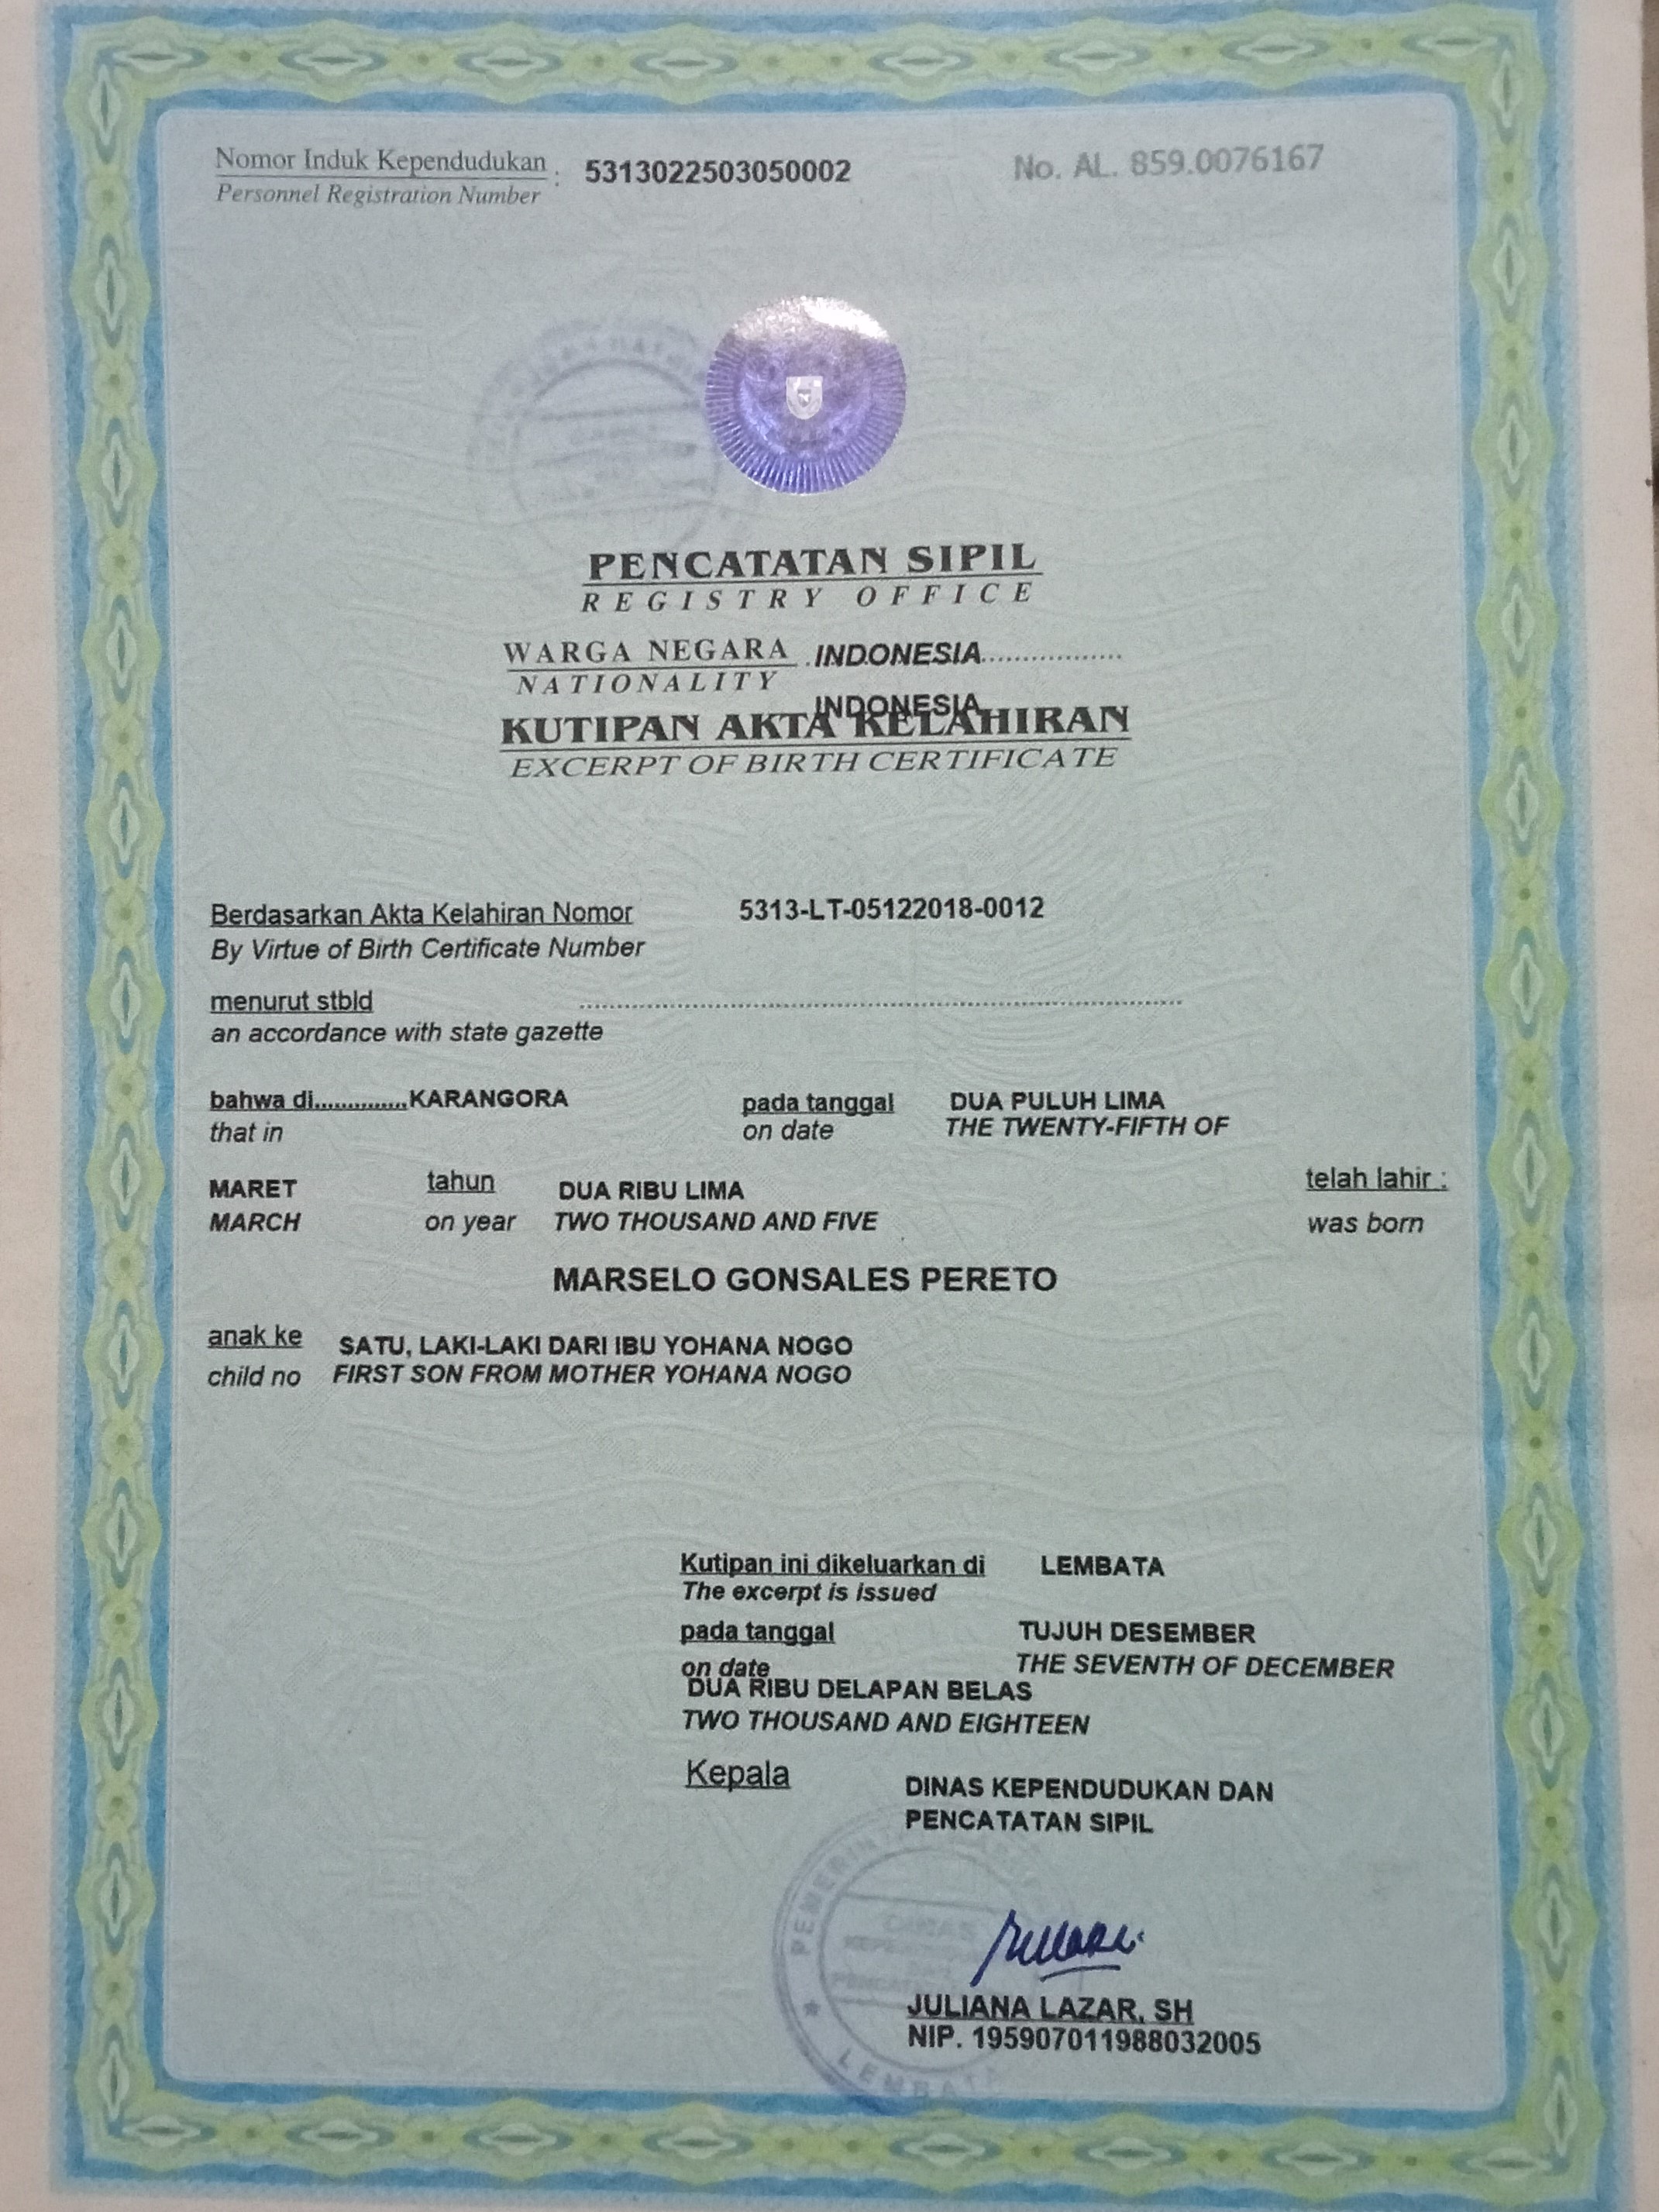 Nomor Induk Kependudukan : 5313022503050002 No. AL. 859.0076167
Personnel Registration Number
PENCATATAN SIPIL
REGISTRY OFFICE
WARGA NEGARA .INDONESIA..................
NATIONALITY
INDONESIA
KUTIPAN AKTA KELAHIRAN
EXCERPT OF BIRTH CERTIFICATE
Berdasarkan Akta Kelahiran Nomor 5313-LT-05122018-0012
By Virtue of Birth Certificate Number
menurut stbld ..........................................................................................
an accordance with state gazette
bahwa di..............KARANGORA pada tanggal DUA PULUH LIMA
that in on date THE TWENTY-FIFTH OF
MARET tahun DUA RIBU LIMA telah lahir :
MARCH on year TWO THOUSAND AND FIVE was born
MARSELO GONSALES PERETO
anak ke SATU, LAKI-LAKI DARI IBU YOHANA NOGO
child no FIRST SON FROM MOTHER YOHANA NOGO
Kutipan ini dikeluarkan di LEMBATA
The excerpt is issued
pada tanggal TUJUH DESEMBER
on date THE SEVENTH OF DECEMBER
DUA RIBU DELAPAN BELAS
TWO THOUSAND AND EIGHTEEN
Kepala DINAS KEPENDUDUKAN DAN
PENCATATAN SIPIL
DINAS
LEMBATA
JULIANA LAZAR, SH
NIP. 195907011988032005